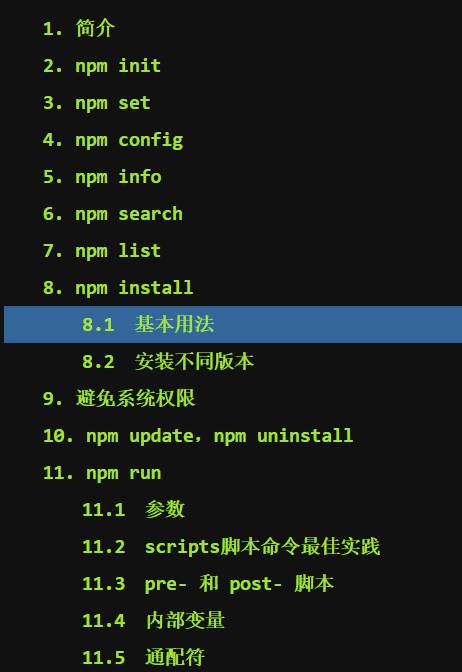 1. 简介
2. npm init
3. npm set
4. npm config
5. npm info
6. npm search
7. npm list
8. npm install
8.1 基本用法
8.2 安装不同版本
9. 避免系统权限
10. npm update，npm uninstall
11. npm run
11.1 参数
11.2 scripts脚本命令最佳实践
11.3 pre- 和 post- 脚本
11.4 内部变量
11.5 通配符